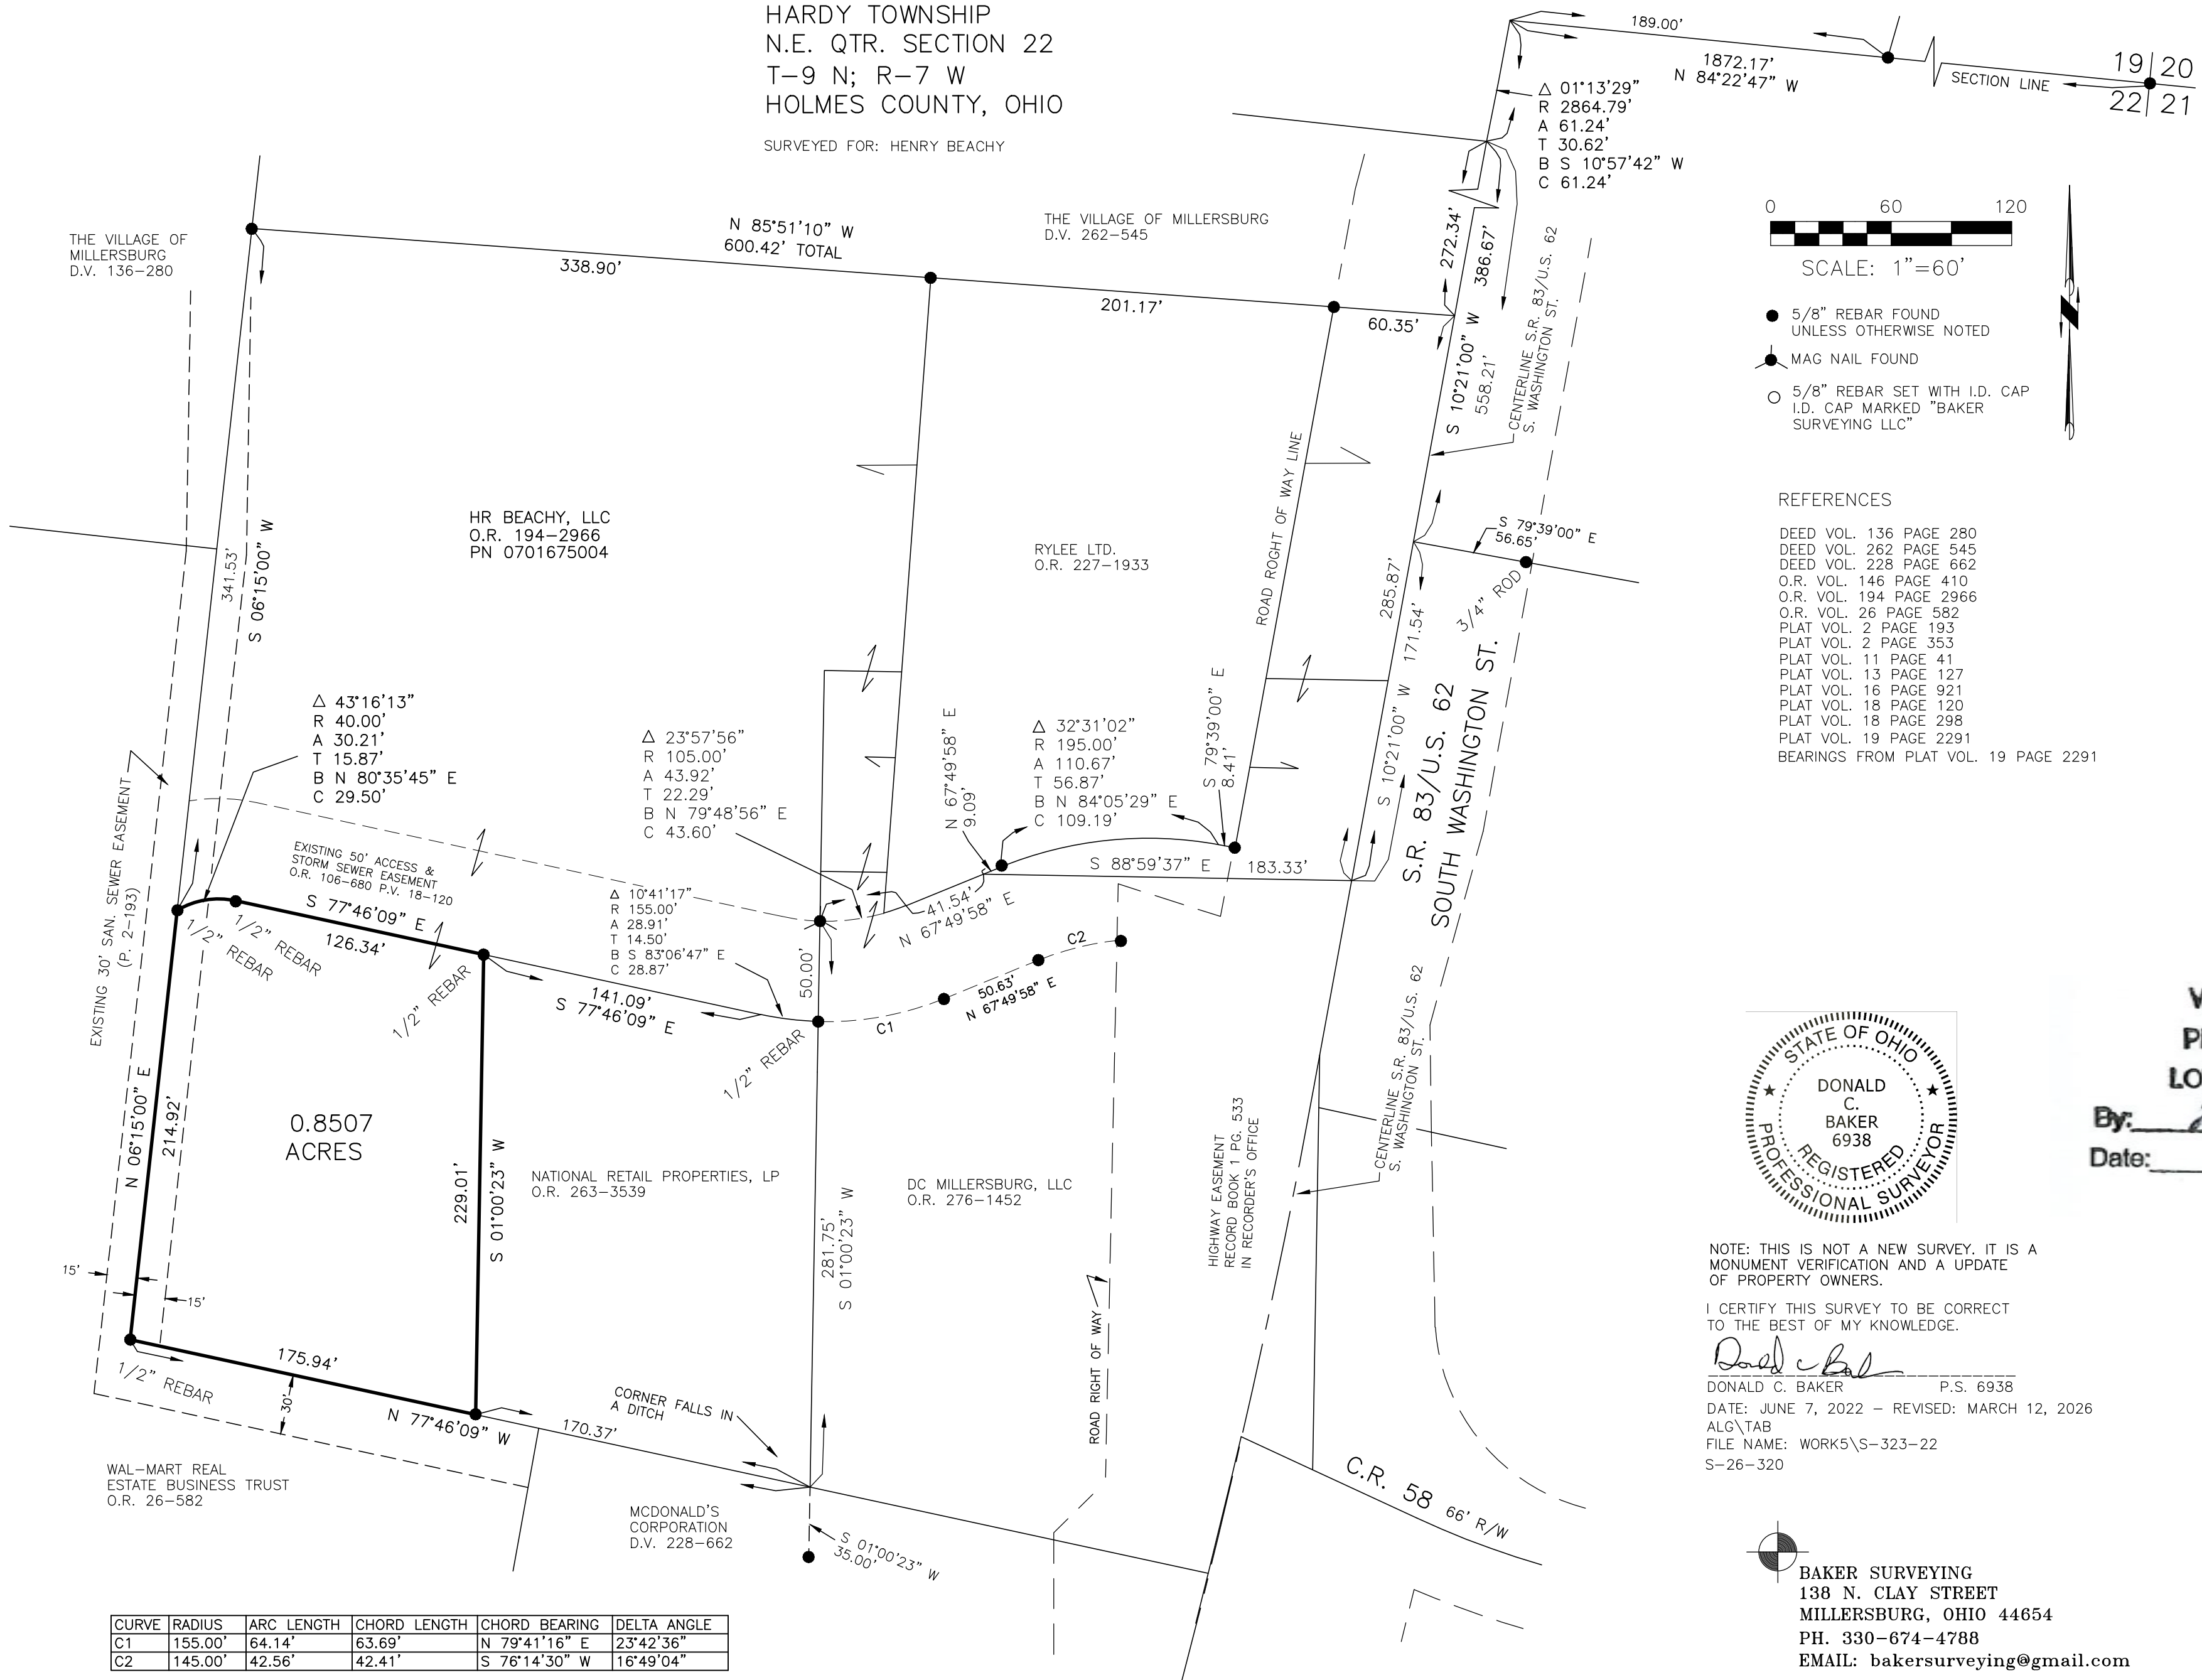 HARDY TOWNSHIP
N.E. QTR. SECTION 22
T-9 N; R-7 W
HOLMES COUNTY, OHIO
SURVEYED FOR: HENRY BEACHY
189.00'
1872.17'
N 84°22'47" W
SECTION LINE
19 20
22 21
Δ 01°13'29"
R 2864.79'
A 61.24'
T 30.62'
B S 10°57'42" W
C 61.24'
0 60 120
SCALE: 1"=60'
5/8" REBAR FOUND
UNLESS OTHERWISE NOTED
MAG NAIL FOUND
5/8" REBAR SET WITH I.D. CAP
I.D. CAP MARKED "BAKER
SURVEYING LLC"
REFERENCES
DEED VOL. 136 PAGE 280
DEED VOL. 262 PAGE 545
DEED VOL. 228 PAGE 662
O.R. VOL. 146 PAGE 410
O.R. VOL. 194 PAGE 2966
O.R. VOL. 26 PAGE 582
PLAT VOL. 2 PAGE 193
PLAT VOL. 2 PAGE 353
PLAT VOL. 11 PAGE 41
PLAT VOL. 13 PAGE 127
PLAT VOL. 16 PAGE 921
PLAT VOL. 18 PAGE 120
PLAT VOL. 18 PAGE 298
PLAT VOL. 19 PAGE 2291
BEARINGS FROM PLAT VOL. 19 PAGE 2291
THE VILLAGE OF
MILLERSBURG
D.V. 136-280
N 85°51'10" W
600.42' TOTAL
338.90'
THE VILLAGE OF MILLERSBURG
D.V. 262-545
201.17'
60.35'
272.34'
386.67'
S 10°21'00" W
558.21'
CENTERLINE S.R. 83/U.S. 62
S. WASHINGTON ST.
341.53'
S 06°15'00" W
HR BEACHY, LLC
O.R. 194-2966
PN 0701675004
RYLEE LTD.
O.R. 227-1933
ROAD ROGHT OF WAY LINE
S 79°39'00" E
56.65'
3/4" ROD
285.87'
171.54'
S 10°21'00" W
S.R. 83/U.S. 62
SOUTH WASHINGTON ST.
Δ 43°16'13"
R 40.00'
A 30.21'
T 15.87'
B N 80°35'45" E
C 29.50'
Δ 23°57'56"
R 105.00'
A 43.92'
T 22.29'
B N 79°48'56" E
C 43.60'
N 67°49'58" E
9.09'
Δ 32°31'02"
R 195.00'
A 110.67'
T 56.87'
B N 84°05'29" E
C 109.19'
S 79°39'00" E
8.41'
S 88°59'37" E 183.33'
EXISTING 30' SAN. SEWER EASEMENT
(P. 2-193)
EXISTING 50' ACCESS &
STORM SEWER EASEMENT
O.R. 106-680 P.V. 18-120
S 77°46'09" E
126.34'
1/2" REBAR
1/2" REBAR
1/2" REBAR
Δ 10°41'17"
R 155.00'
A 28.91'
T 14.50'
B S 83°06'47" E
C 28.87'
41.54'
N 67°49'58" E
50.00'
141.09'
S 77°46'09" E
1/2" REBAR
C1
50.63'
N 67°49'58" E
C2
N 06°15'00" E
214.92'
0.8507
ACRES
229.01'
S 01°00'23" W
NATIONAL RETAIL PROPERTIES, LP
O.R. 263-3539
281.75'
S 01°00'23" W
DC MILLERSBURG, LLC
O.R. 276-1452
HIGHWAY EASEMENT
RECORD BOOK 1 PG. 533
IN RECORDER'S OFFICE
CENTERLINE S.R. 83/U.S. 62
S. WASHINGTON ST.
ROAD RIGHT OF WAY
15'
15'
1/2" REBAR
175.94'
30'
N 77°46'09" W
170.37'
CORNER FALLS IN
A DITCH
WAL-MART REAL
ESTATE BUSINESS TRUST
O.R. 26-582
MCDONALD'S
CORPORATION
D.V. 228-662
S 01°00'23" W
35.00'
C.R. 58 66' R/W
STATE OF OHIO
DONALD
C.
BAKER
6938
REGISTERED
PROFESSIONAL SURVEYOR
By:
Date:
NOTE: THIS IS NOT A NEW SURVEY. IT IS A
MONUMENT VERIFICATION AND A UPDATE
OF PROPERTY OWNERS.
I CERTIFY THIS SURVEY TO BE CORRECT
TO THE BEST OF MY KNOWLEDGE.
DONALD C. BAKER P.S. 6938
DATE: JUNE 7, 2022 - REVISED: MARCH 12, 2026
ALG\TAB
FILE NAME: WORK5\S-323-22
S-26-320
BAKER SURVEYING
138 N. CLAY STREET
MILLERSBURG, OHIO 44654
PH. 330-674-4788
EMAIL: bakersurveying@gmail.com
CURVE RADIUS ARC LENGTH CHORD LENGTH CHORD BEARING DELTA ANGLE
C1 155.00' 64.14' 63.69' N 79°41'16" E 23°42'36"
C2 145.00' 42.56' 42.41' S 76°14'30" W 16°49'04"